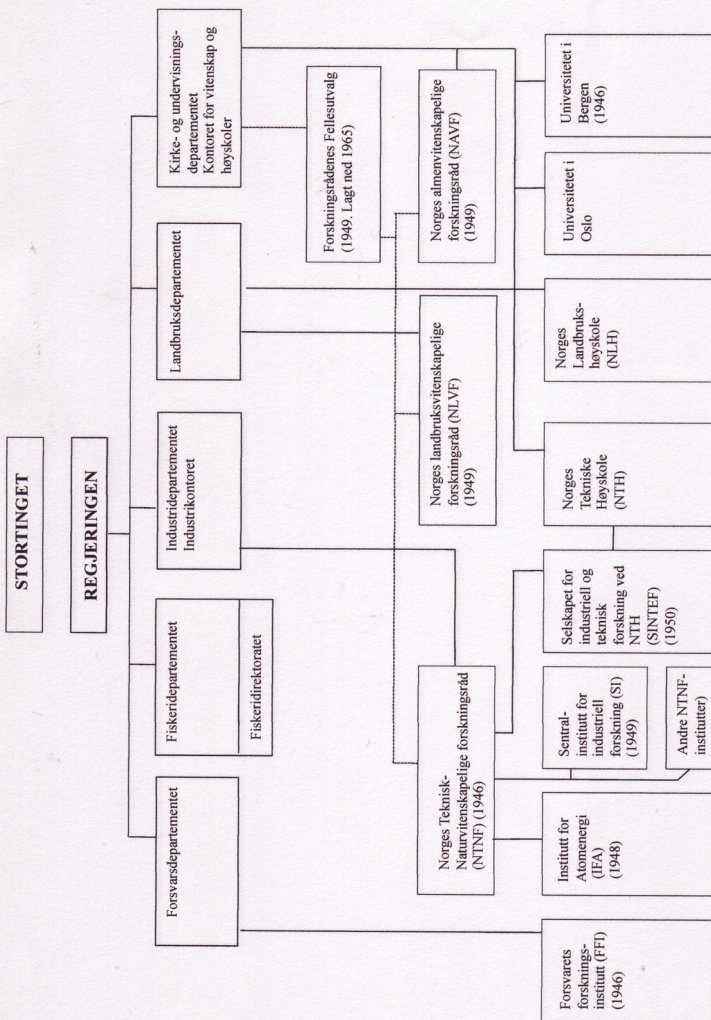 STORTINGET
REGJERINGEN
Forsvarsdepartementet
Fiskeridepartementet
Fiskeridirektoratet
Industridepartementet
Industrikontoret
Landbruksdepartementet
Kirke- og undervisnings-
departementet
Kontoret for vitenskap og
høyskoler
Forskningsrådenes Fellesutvalg
(1949. Lagt ned 1965)
Norges Teknisk-
Naturvitenskapelige forskningsråd
(NTNF) (1946)
Norges landbruksvitenskapelige
forskningsråd (NLVF)
(1949)
Norges almenvitenskapelige
forskningsråd (NAVF)
(1949)
Forsvarets
forsknings-
institutt (FFI)
(1946)
Institutt for
Atomenergi
(IFA)
(1948)
Sentral-
institutt for
industriell
forskning (SI)
(1949)
Andre NTNF-
institutter)
Selskapet for
industriell og
teknisk
forskning ved
NTH
(SINTEF)
(1950)
Norges
Tekniske
Høyskole
(NTH)
Norges
Landbruks-
høyskole
(NLH)
Universitetet i
Oslo
Universitetet i
Bergen
(1946)